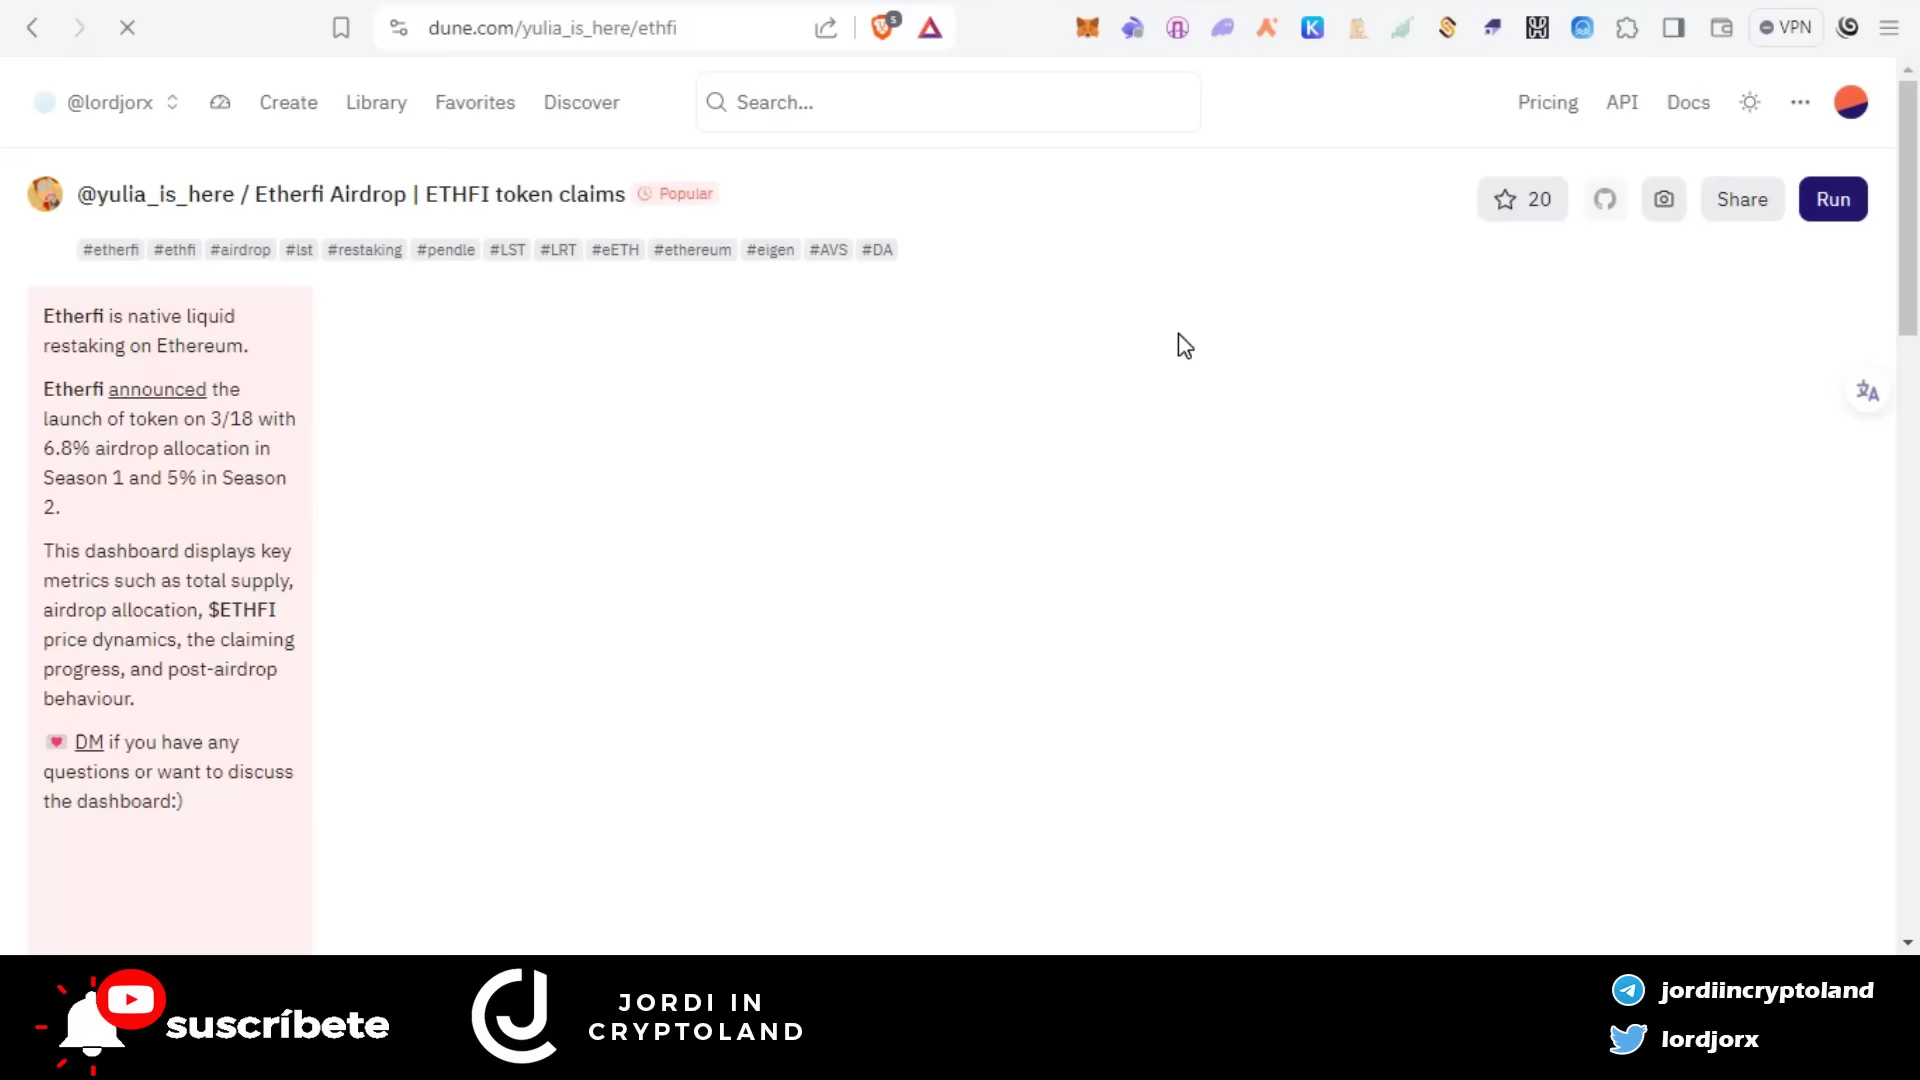 dune.com/yulia_is_here/ethfi
5
VPN
@lordjorx
Create
Library
Favorites
Discover
Search...
Pricing
API
Docs
@yulia_is_here / Etherfi Airdrop | ETHFI token claims
Popular
20
Share
Run
#etherfi #ethfi #airdrop #lst #restaking #pendle #LST #LRT #eETH #ethereum #eigen #AVS #DA
Etherfi is native liquid
restaking on Ethereum.
Etherfi announced the
launch of token on 3/18 with
6.8% airdrop allocation in
Season 1 and 5% in Season
2.
This dashboard displays key
metrics such as total supply,
airdrop allocation, $ETHFI
price dynamics, the claiming
progress, and post-airdrop
behaviour.
💌 DM if you have any
questions or want to discuss
the dashboard:)
suscríbete
JORDI IN
CRYPTOLAND
jordiincryptoland
lordjorx